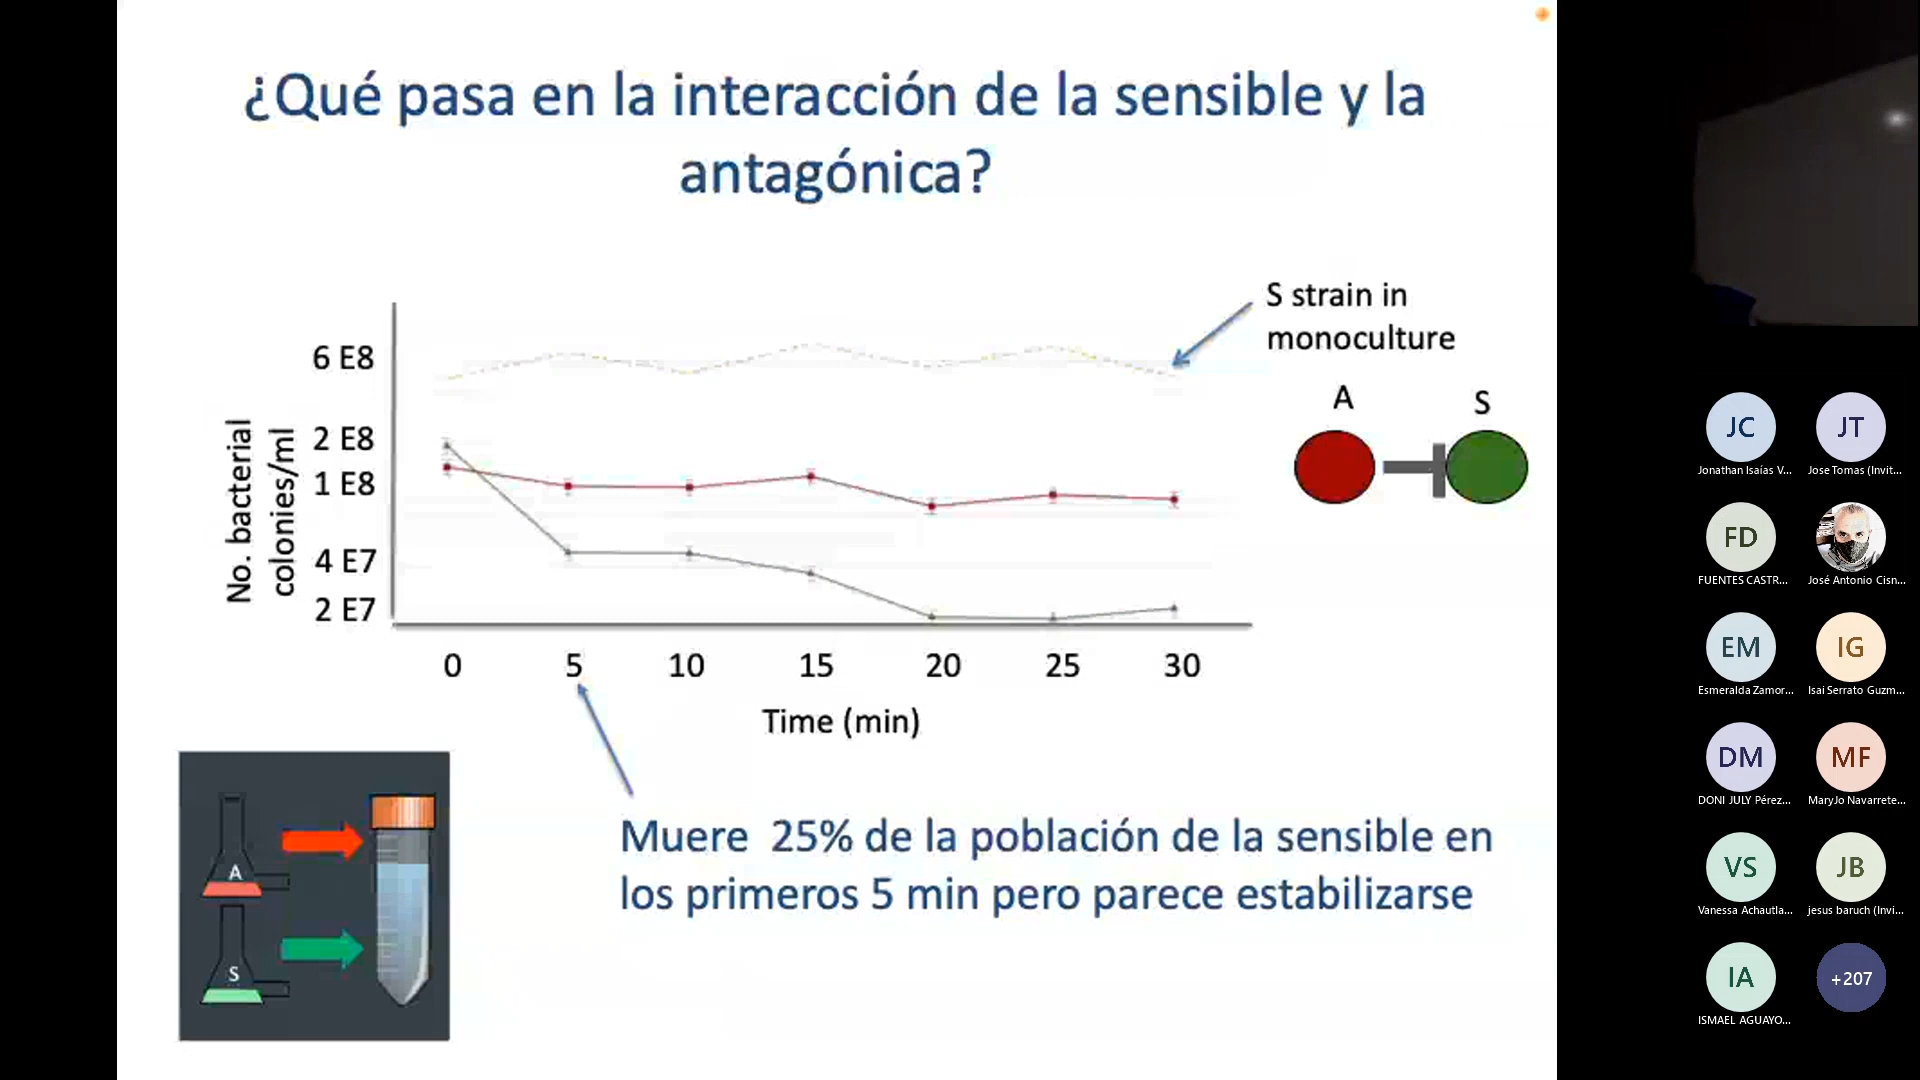 ¿Qué pasa en la interacción de la sensible y la
antagónica?
S strain in
monoculture
A
S
No. bacterial
colonies/ml
6 E8
2 E8
1 E8
4 E7
2 E7
0 5 10 15 20 25 30
Time (min)
Muere 25% de la población de la sensible en
los primeros 5 min pero parece estabilizarse
A
S
JC
Jonathan Isaías V...
JT
Jose Tomas (Invit...
FD
FUENTES CASTR...
José Antonio Cisn...
EM
Esmeralda Zamor...
IG
Isai Serrato Guzm...
DM
DONI JULY Pérez...
MF
MaryJo Navarrete...
VS
Vanessa Achautla...
JB
jesus baruch (Invi...
IA
ISMAEL AGUAYO...
+207